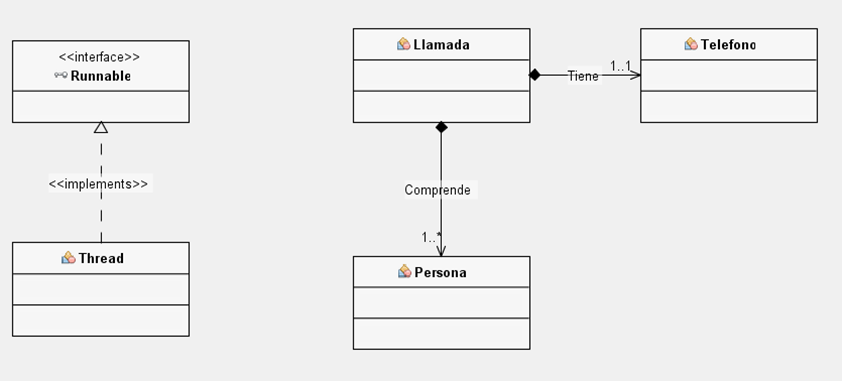 <<interface>>
Runnable
<<implements>>
Thread
Llamada
Tiene
1..1
Telefono
Comprende
1..*
Persona